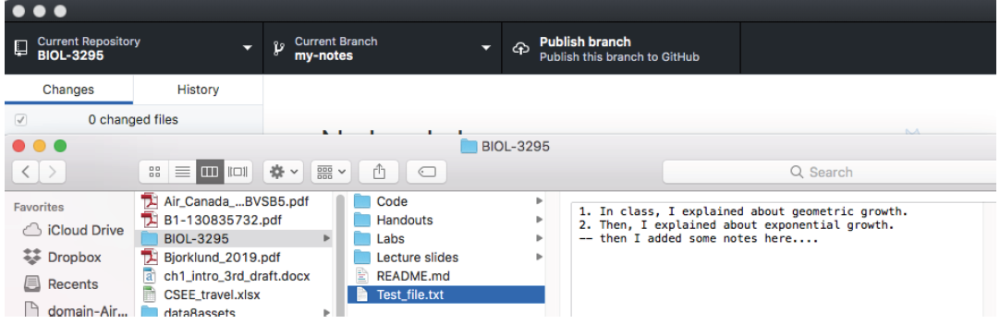 Current Repository
BIOL-3295
Current Branch
my-notes
Publish branch
Publish this branch to GitHub
Changes
History
0 changed files
BIOL-3295
Search
Favorites
iCloud Drive
Dropbox
Recents
domain-Air...
Air_Canada_...BVSB5.pdf
B1-130835732.pdf
BIOL-3295
Bjorklund_2019.pdf
ch1_intro_3rd_draft.docx
CSEE_travel.xlsx
data8assets
Code
Handouts
Labs
Lecture slides
README.md
Test_file.txt
1. In class, I explained about geometric growth.
2. Then, I explained about exponential growth.
-- then I added some notes here....